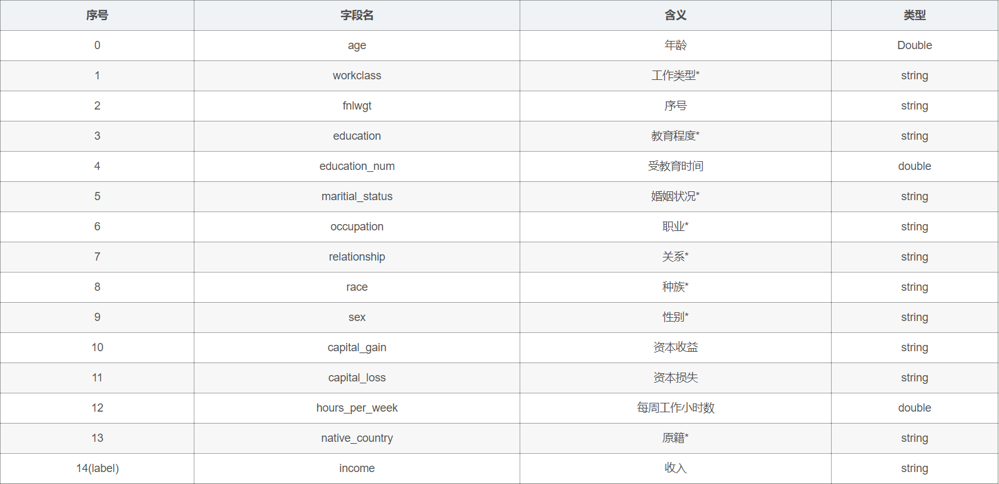 序号 字段名 含义 类型
0 age 年龄 Double
1 workclass 工作类型* string
2 fnlwgt 序号 string
3 education 教育程度* string
4 education_num 受教育时间 double
5 maritial_status 婚姻状况* string
6 occupation 职业* string
7 relationship 关系* string
8 race 种族* string
9 sex 性别* string
10 capital_gain 资本收益 string
11 capital_loss 资本损失 string
12 hours_per_week 每周工作小时数 double
13 native_country 原籍* string
14(label) income 收入 string